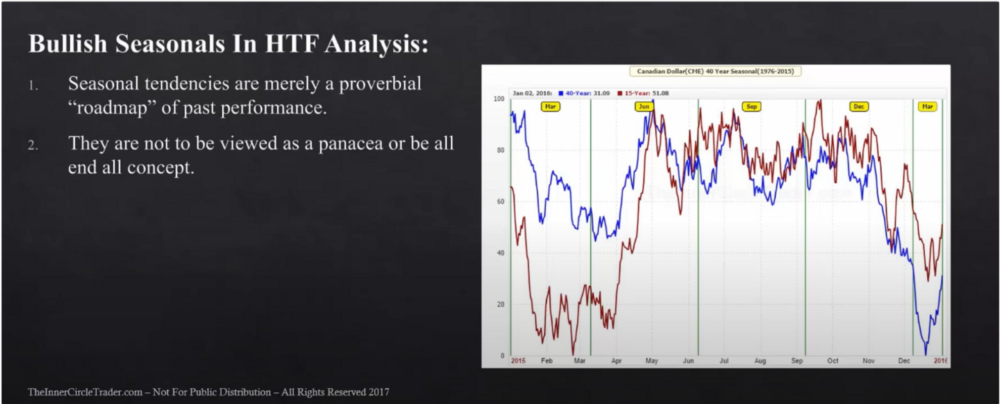 Bullish Seasonals In HTF Analysis:
1. Seasonal tendencies are merely a proverbial
“roadmap” of past performance.
2. They are not to be viewed as a panacea or be all
end all concept.
Canadian Dollar(CME) 40 Year Seasonal(1976-2015)
Jan 02, 2016: 40-Year: 31.09 15-Year: 51.08
Mar Jun Sep Dec Mar
100
80
60
40
20
0
2015 Feb Mar Apr May Jun Jul Aug Sep Oct Nov Dec 2016
TheInnerCircleTrader.com – Not For Public Distribution – All Rights Reserved 2017